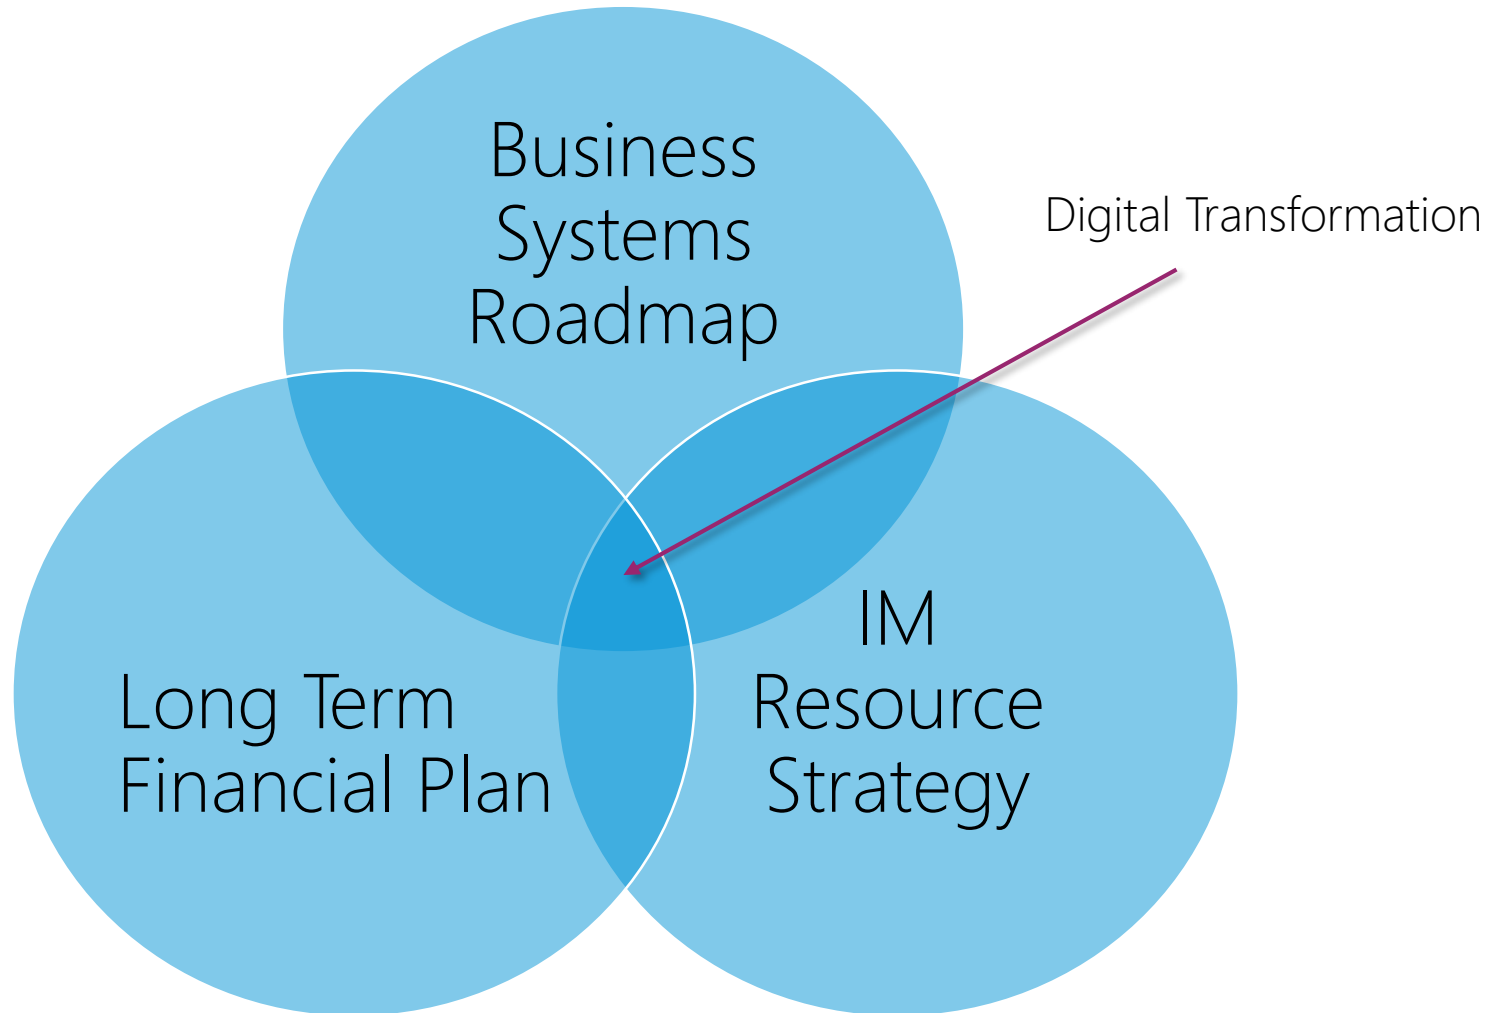 Business
Systems
Roadmap
Digital Transformation
Long Term
Financial Plan
IM
Resource
Strategy